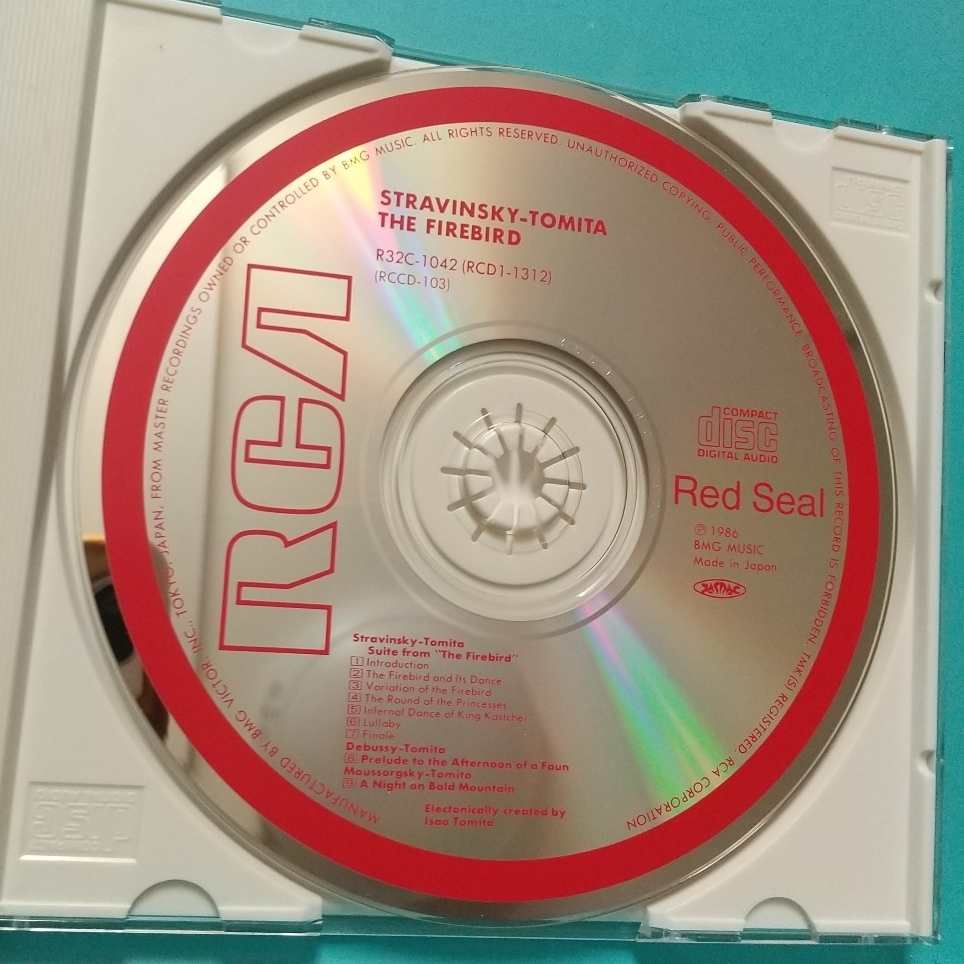 STRAVINSKY-TOMITA
THE FIREBIRD
R32C-1042 (RCD1-1312)
(RCCD-103)
RCA
COMPACT
disc
DIGITAL AUDIO
Red Seal
℗ 1986
BMG MUSIC
Made in Japan
JASRAC
Stravinsky-Tomita
Suite from "The Firebird"
1 Introduction
2 The Firebird and Its Dance
3 Variation of the Firebird
4 The Round of the Princesses
5 Infernal Dance of King Kastchei
6 Lullaby
7 Finale
Debussy-Tomita
8 Prelude to the Afternoon of a Faun
Moussorgsky-Tomita
9 A Night on Bald Mountain
Electonically created by
Isao Tomita
MANUFACTURED BY BMG VICTOR, INC., TOKYO, JAPAN, FROM MASTER RECORDINGS OWNED OR CONTROLLED BY BMG MUSIC. ALL RIGHTS RESERVED. UNAUTHORIZED COPYING, PUBLIC PERFORMANCE, BROADCASTING OF THIS RECORD IS FORBIDDEN. TMK(S) REGISTERED. RCA CORPORATION